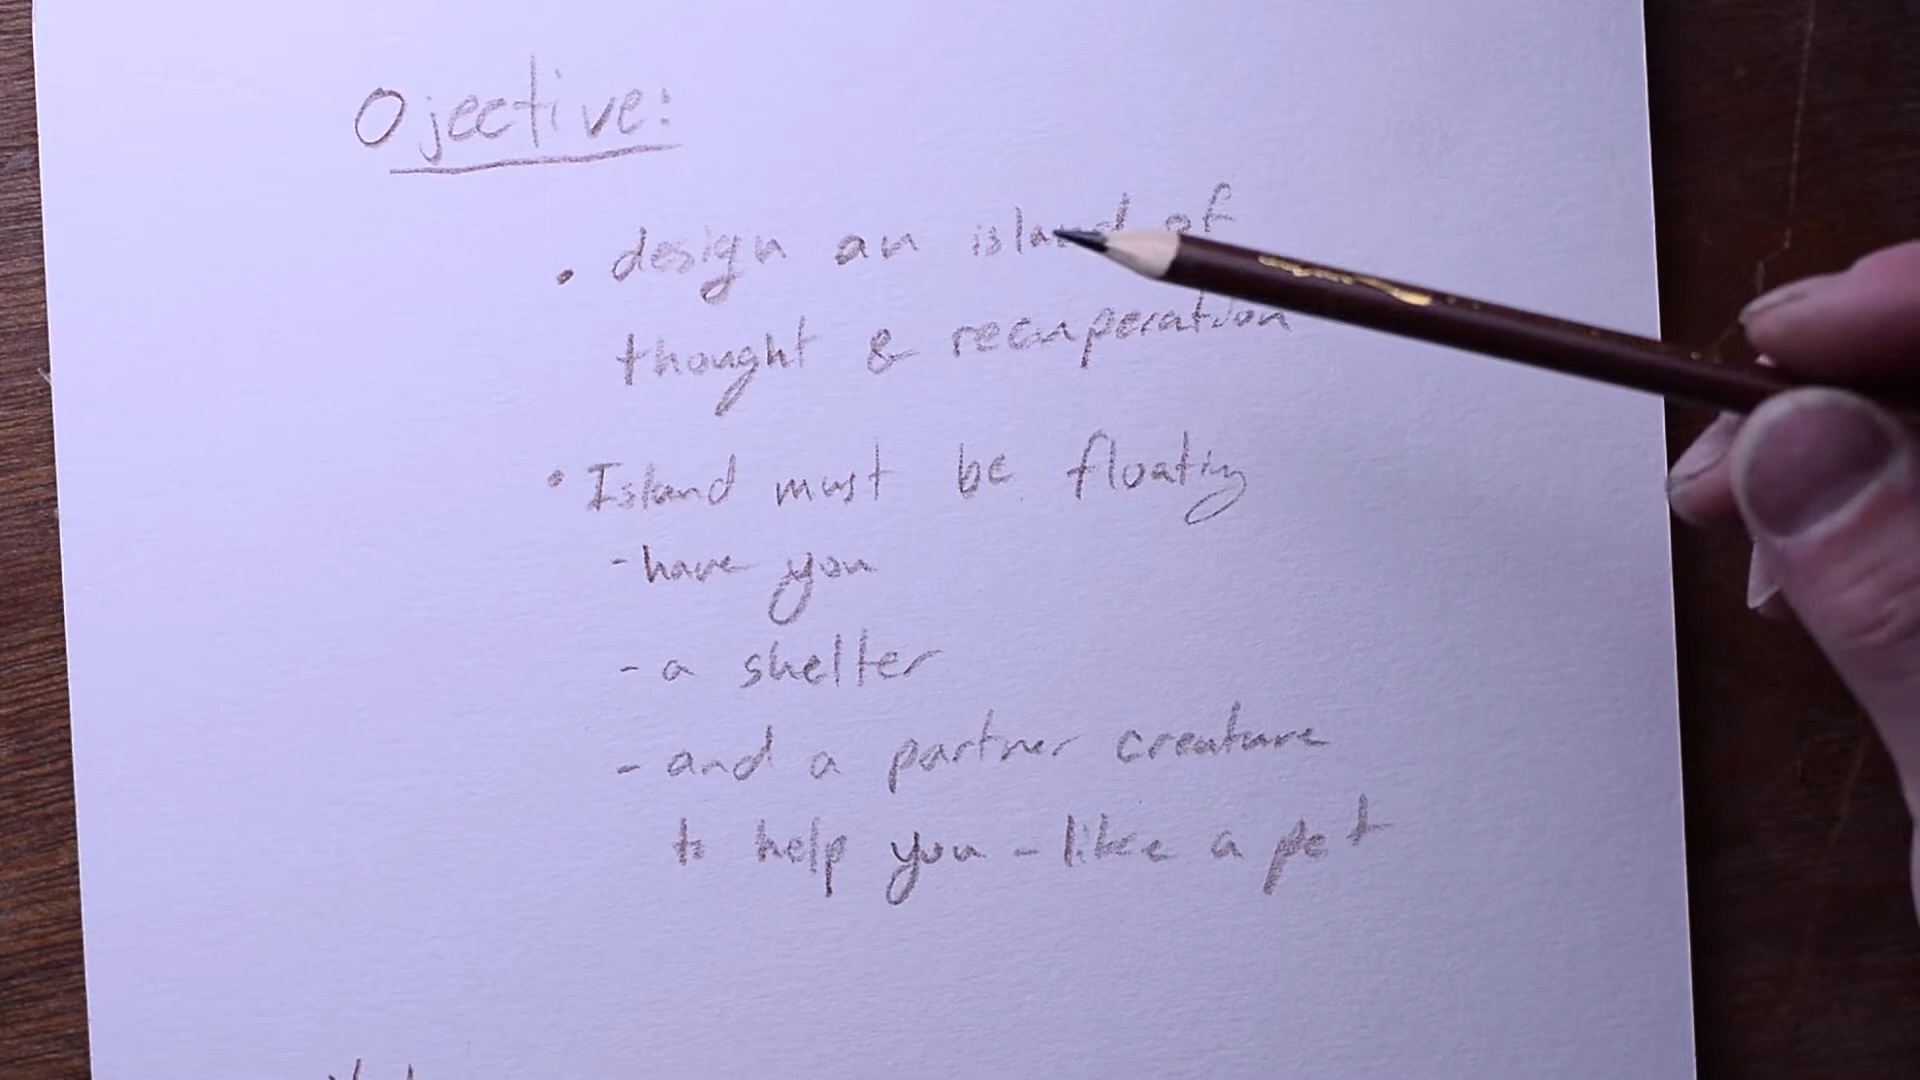 Ojective:
• design an island of
thought & recuperation
• Island must be floating
- have you
- a shelter
- and a partner creature
to help you - like a pet